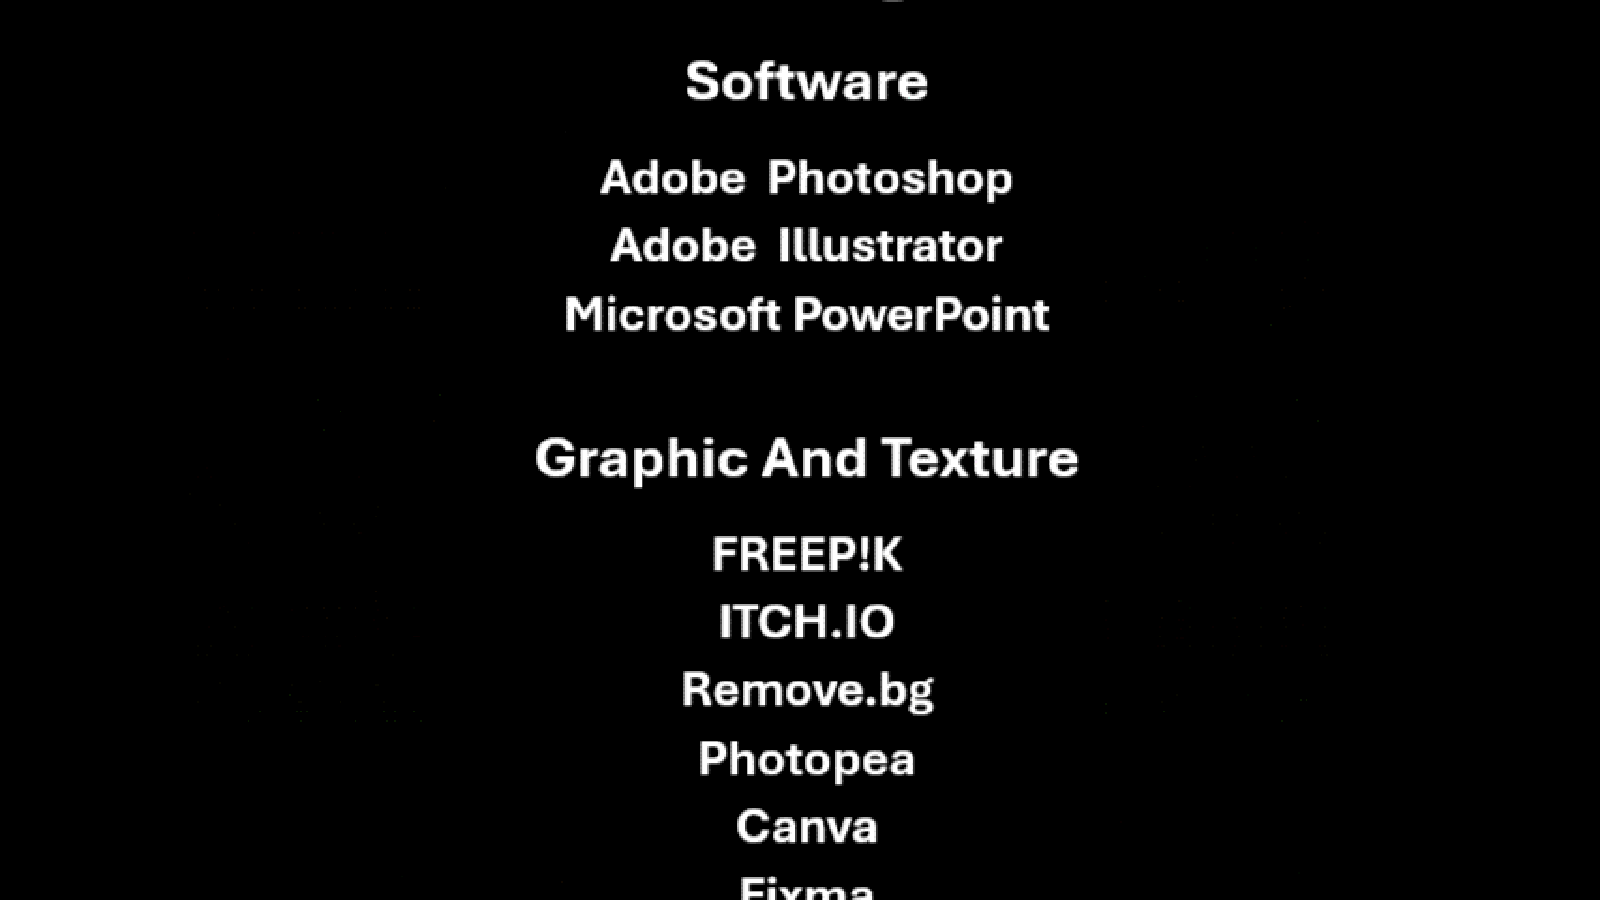 Software
Adobe Photoshop
Adobe Illustrator
Microsoft PowerPoint
Graphic And Texture
FREEP!K
ITCH.IO
Remove.bg
Photopea
Canva
Fixma